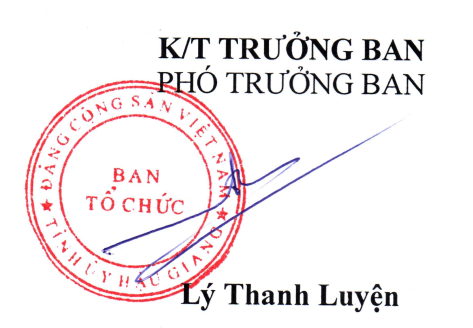 K/T TRƯỞNG BAN
PHÓ TRƯỞNG BAN
ĐẢNG CỘNG SẢN VIỆT NAM
BAN
TỔ CHỨC
★ TỈNH ỦY HẬU GIANG ★
Lý Thanh Luyện